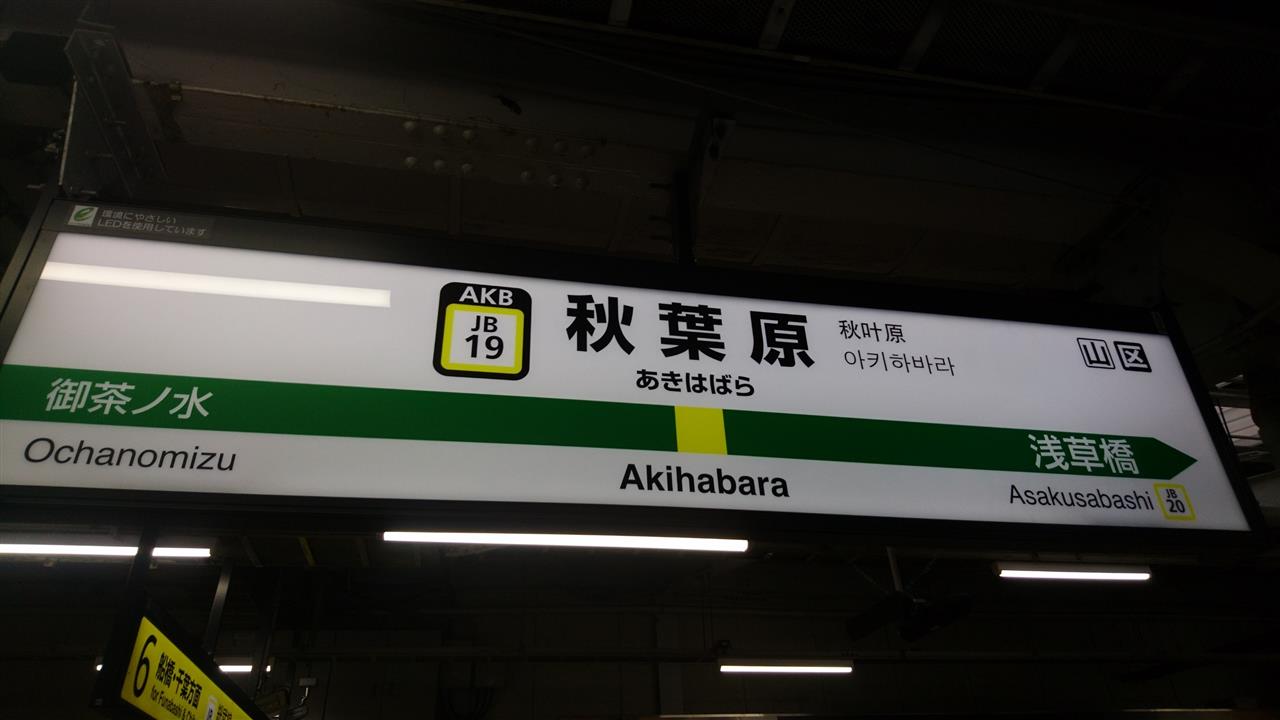 環境にやさしい
LEDを使用しています
AKB
JB
19
秋葉原
あきはばら
秋叶原
아키하바라
山区
御茶ノ水
浅草橋
Ochanomizu
Akihabara
Asakusabashi
JB
20
6
船橋・千葉方面
for Funabashi &